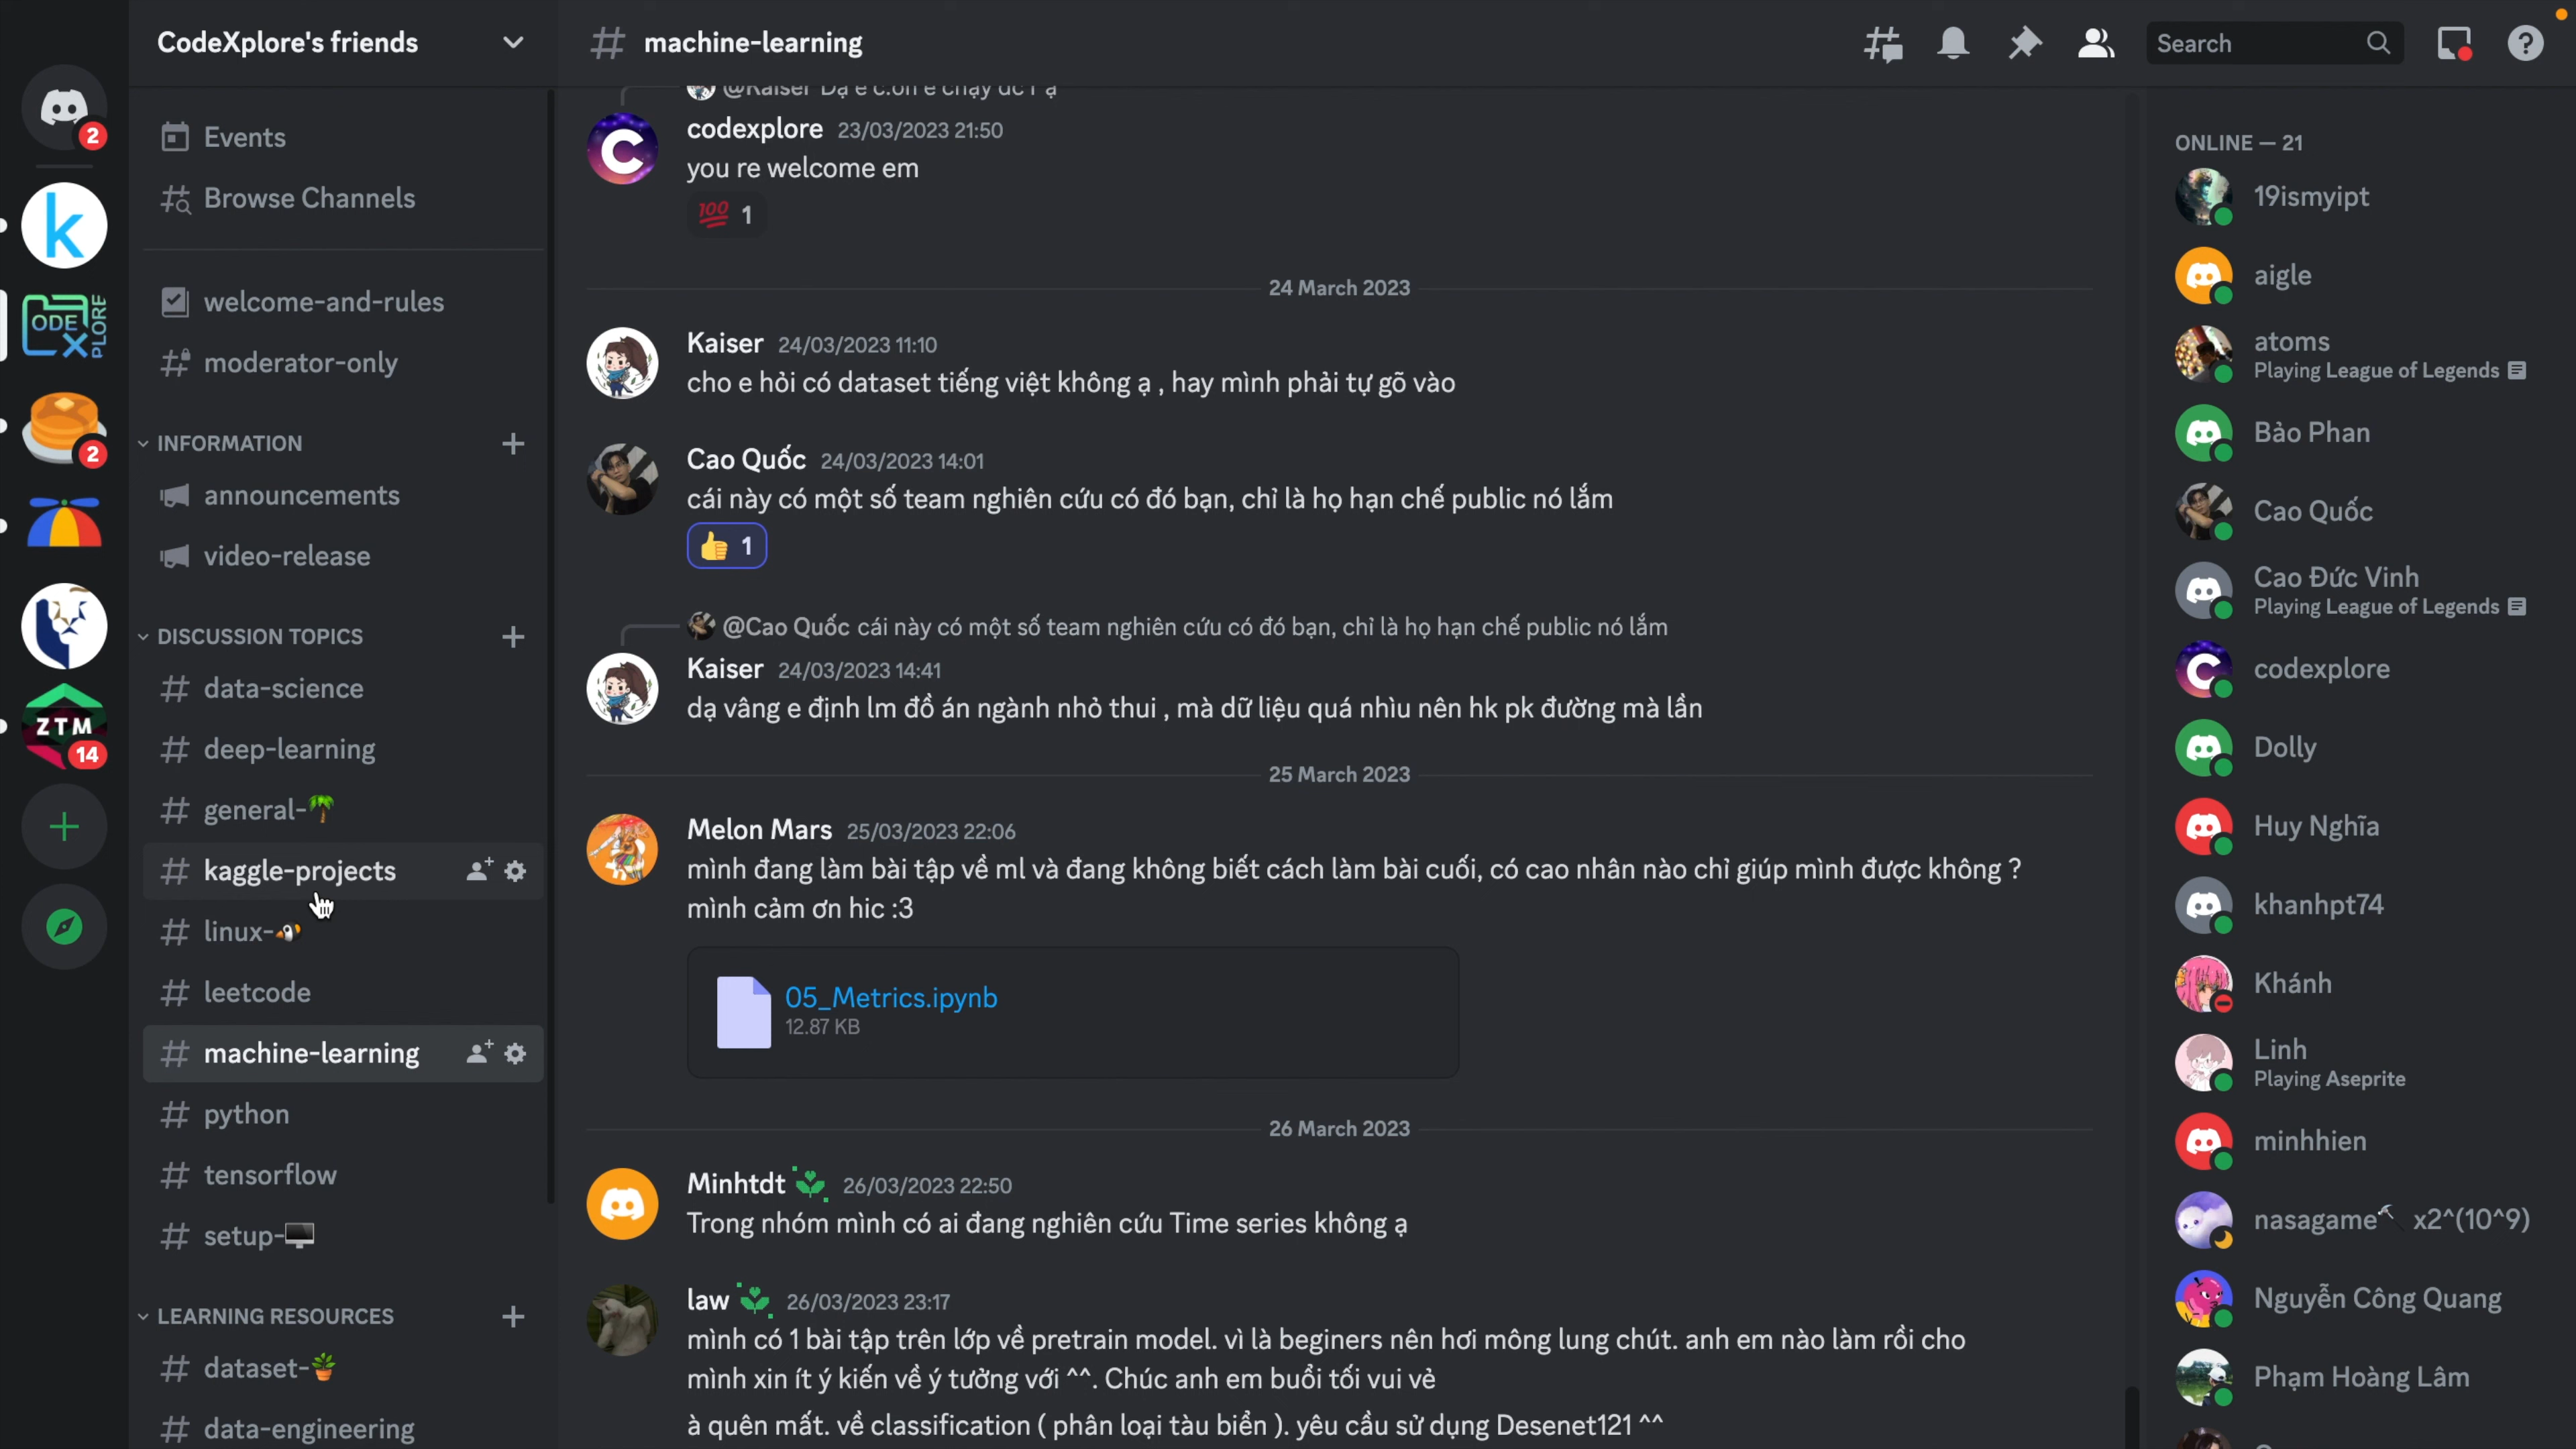 CodeXplore's friends
machine-learning
Search
2
k
ODE
X
PLORE
2
ZTM
14
Events
Browse Channels
welcome-and-rules
moderator-only
INFORMATION
announcements
video-release
DISCUSSION TOPICS
data-science
deep-learning
general-🌴
kaggle-projects
linux-🐠
leetcode
machine-learning
python
tensorflow
setup-🖥️
LEARNING RESOURCES
dataset-🪴
data-engineering
codexplore 23/03/2023 21:50
you re welcome em
💯 1
24 March 2023
Kaiser 24/03/2023 11:10
cho e hỏi có dataset tiếng việt không ạ , hay mình phải tự gõ vào
Cao Quốc 24/03/2023 14:01
cái này có một số team nghiên cứu có đó bạn, chỉ là họ hạn chế public nó lắm
👍 1
@Cao Quốc cái này có một số team nghiên cứu có đó bạn, chỉ là họ hạn chế public nó lắm
Kaiser 24/03/2023 14:41
dạ vâng e định lm đồ án ngành nhỏ thui , mà dữ liệu quá nhìu nên hk pk đường mà lần
25 March 2023
Melon Mars 25/03/2023 22:06
mình đang làm bài tập về ml và đang không biết cách làm bài cuối, có cao nhân nào chỉ giúp mình được không ?
mình cảm ơn hic :3
05_Metrics.ipynb
12.87 KB
26 March 2023
Minhtdt 26/03/2023 22:50
Trong nhóm mình có ai đang nghiên cứu Time series không ạ
law 26/03/2023 23:17
mình có 1 bài tập trên lớp về pretrain model. vì là beginers nên hơi mông lung chút. anh em nào làm rồi cho
mình xin ít ý kiến về ý tưởng với ^^. Chúc anh em buổi tối vui vẻ
à quên mất. về classification ( phân loại tàu biển ). yêu cầu sử dụng Desenet121 ^^
ONLINE — 21
19ismyipt
aigle
atoms
Playing League of Legends
Bảo Phan
Cao Quốc
Cao Đức Vinh
Playing League of Legends
codexplore
Dolly
Huy Nghĩa
khanhpt74
Khánh
Linh
Playing Aseprite
minhhien
nasagame⛏ x2^(10^9)
Nguyễn Công Quang
Phạm Hoàng Lâm